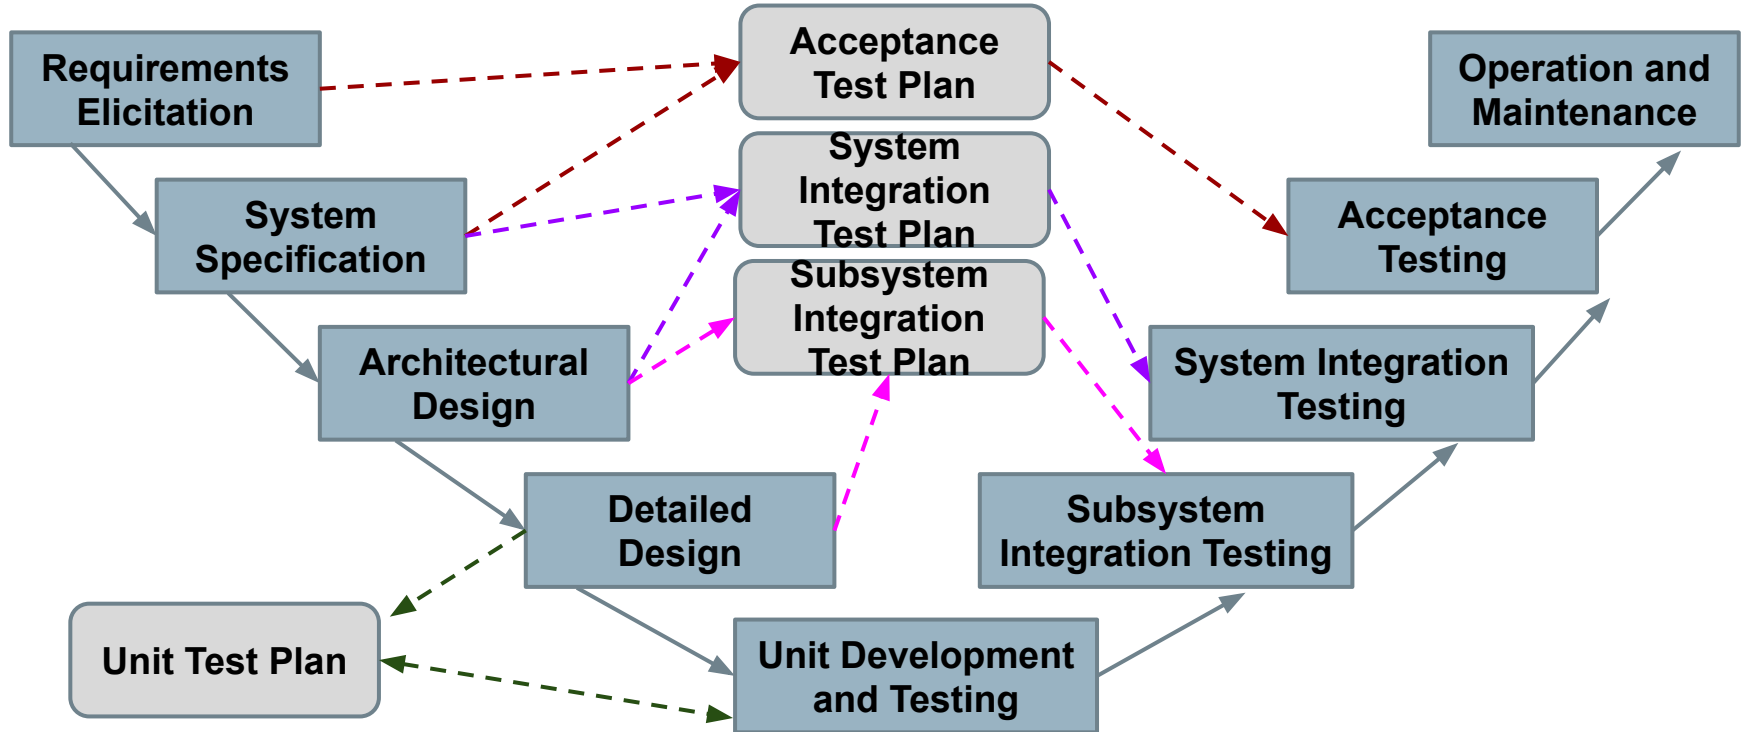 Requirements
Elicitation
Acceptance
Test Plan
Operation and
Maintenance
System
Specification
System
Integration
Test Plan
Acceptance
Testing
Subsystem
Integration
Test Plan
Architectural
Design
System Integration
Testing
Detailed
Design
Subsystem
Integration Testing
Unit Test Plan
Unit Development
and Testing